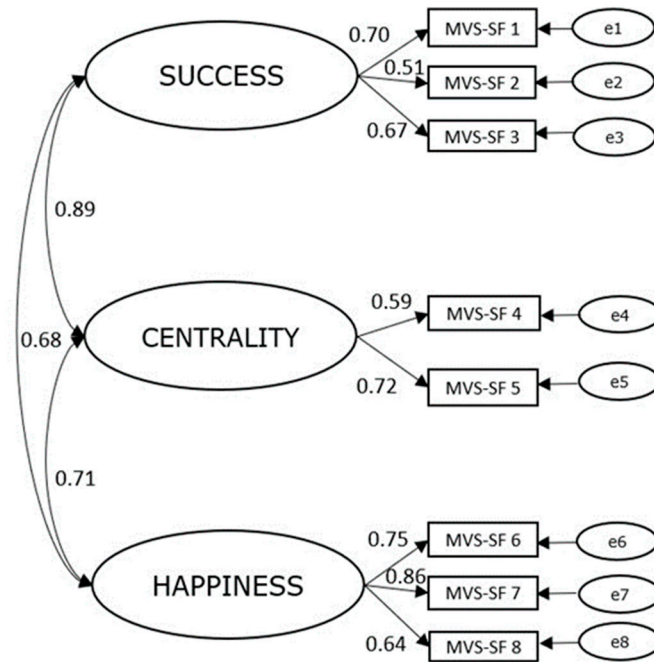 0.70
MVS-SF 1
e1
SUCCESS
0.51
MVS-SF 2
e2
0.67
MVS-SF 3
e3
0.89
0.59
MVS-SF 4
e4
CENTRALITY
0.68
0.72
MVS-SF 5
e5
0.71
0.75
MVS-SF 6
e6
HAPPINESS
0.86
MVS-SF 7
e7
0.64
MVS-SF 8
e8